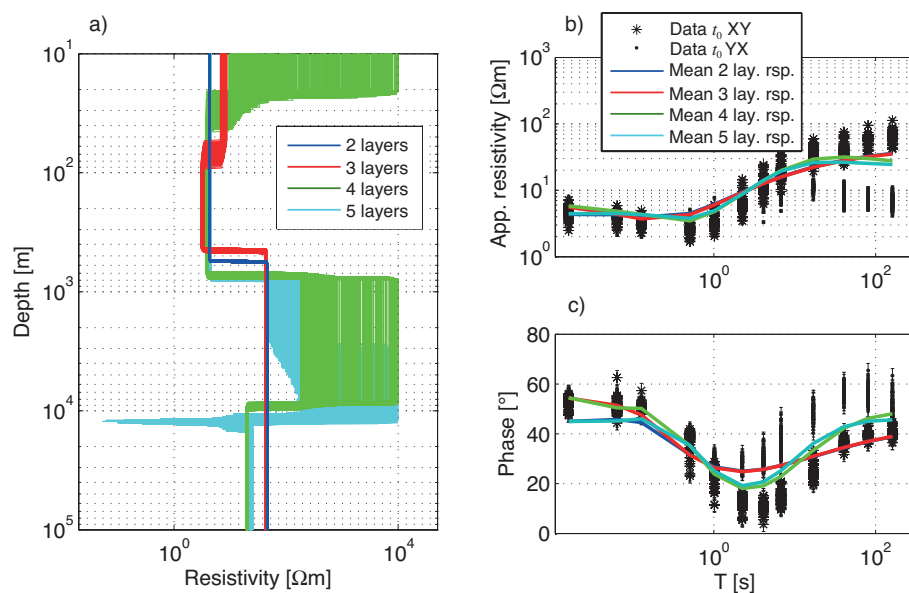 a)
10¹
10²
10³
10⁴
10⁵
Depth [m]
2 layers
3 layers
4 layers
5 layers
10⁰
10⁴
Resistivity [Ωm]
b)
✳ Data t₀ XY
• Data t₀ YX
Mean 2 lay. rsp.
Mean 3 lay. rsp.
Mean 4 lay. rsp.
Mean 5 lay. rsp.
10³
10²
10¹
10⁰
App. resistivity [Ωm]
10⁰
10²
c)
80
60
40
20
0
Phase [°]
10⁰
10²
T [s]